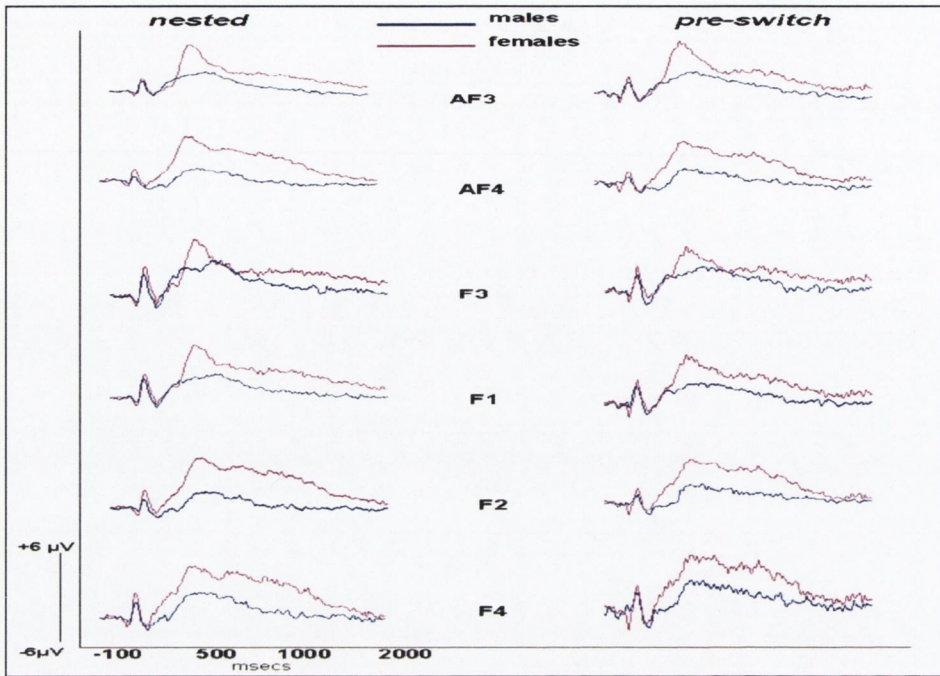 nested
males
females
pre-switch
AF3
AF4
F3
F1
F2
F4
+6 µV
-6µV
-100 500 1000 2000
msecs